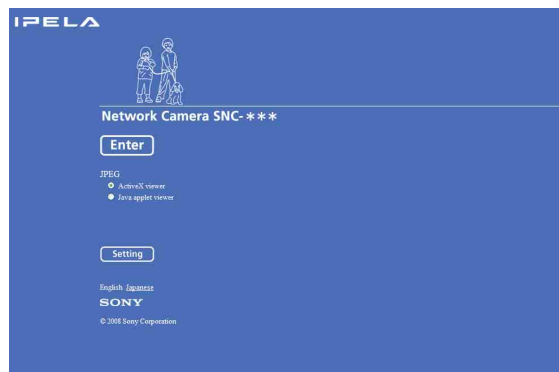 IPELA
Network Camera SNC-***
Enter
JPEG
ActiveX viewer
Java applet viewer
Setting
English Japanese
SONY
© 2008 Sony Corporation